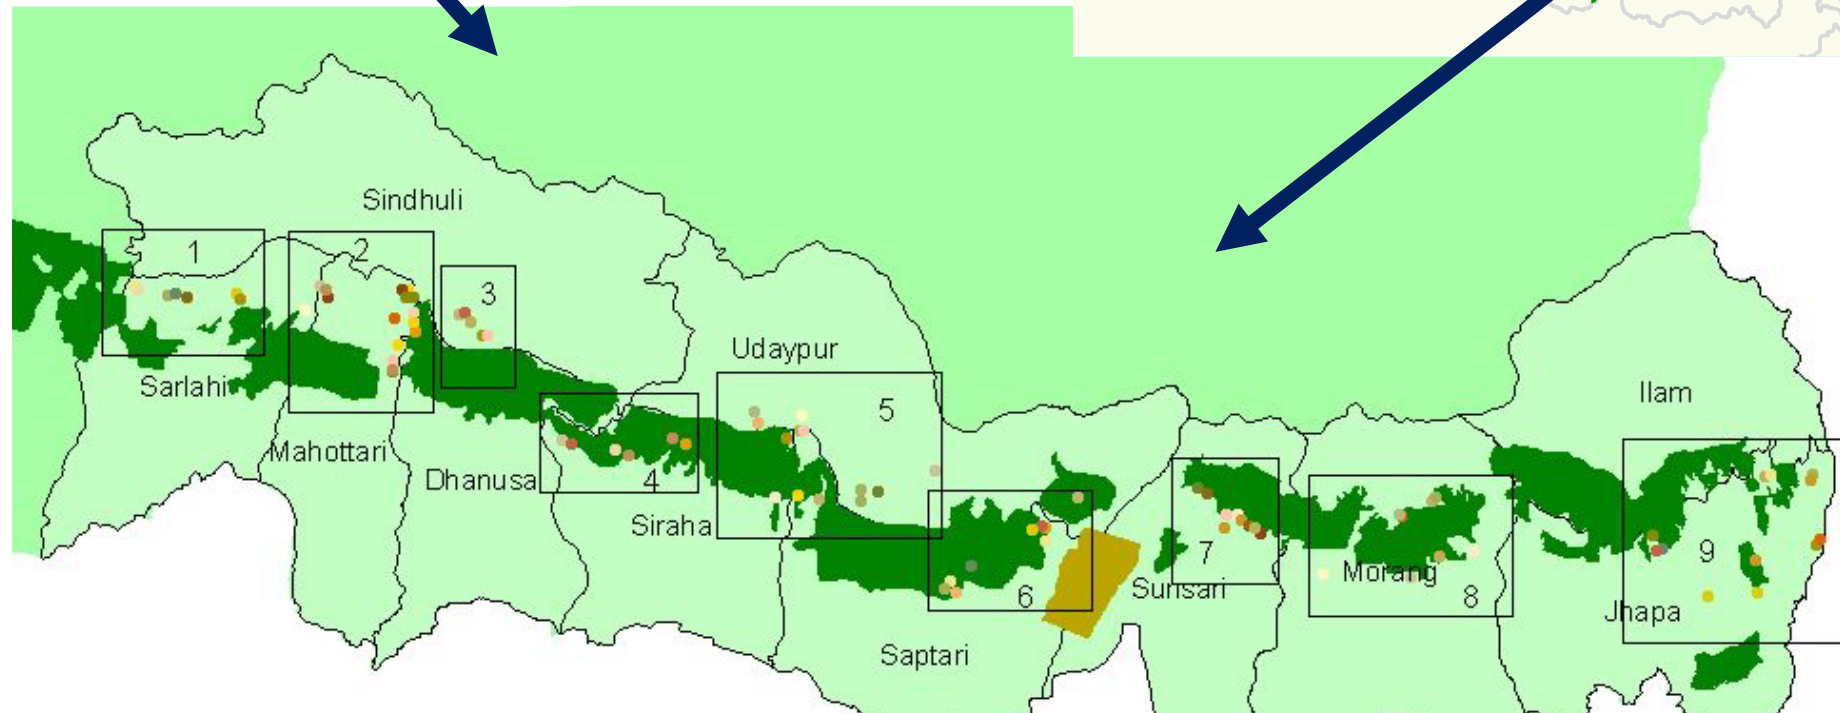 Sindhuli
1
2
3
Udaypur
Sarlahi
Ilam
5
Mahottari
Dhanusa
4
Siraha
7
9
Morang
Sunsari
6
8
Jhapa
Saptari